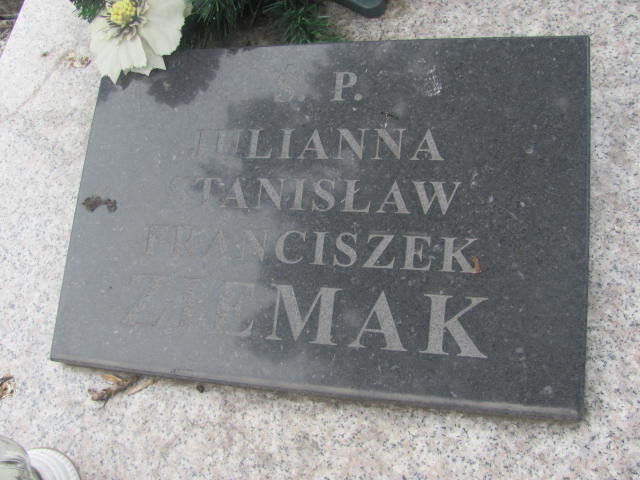 Ś. P.
JULIANNA
STANISŁAW
FRANCISZEK
ZIEMAK